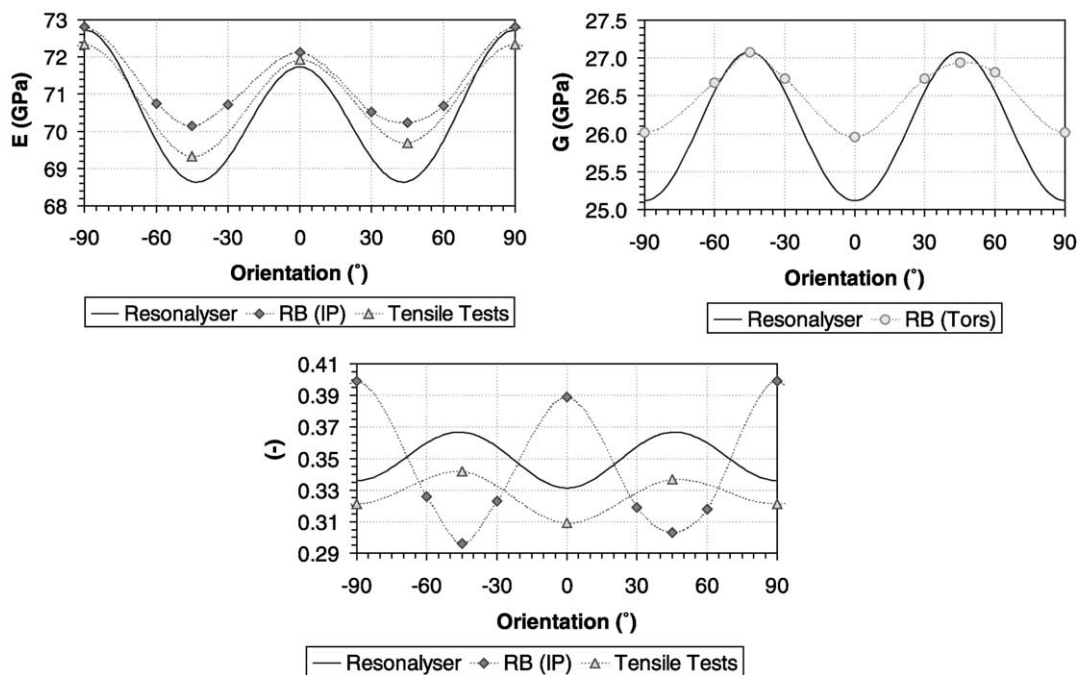 E (GPa)
73
72
71
70
69
68
-90 -60 -30 0 30 60 90
Orientation (°)
Resonalyser RB (IP) Tensile Tests
G (GPa)
27.5
27.0
26.5
26.0
25.5
25.0
-90 -60 -30 0 30 60 90
Orientation (°)
Resonalyser RB (Tors)
(-)
0.41
0.39
0.37
0.35
0.33
0.31
0.29
-90 -60 -30 0 30 60 90
Orientation (°)
Resonalyser RB (IP) Tensile Tests